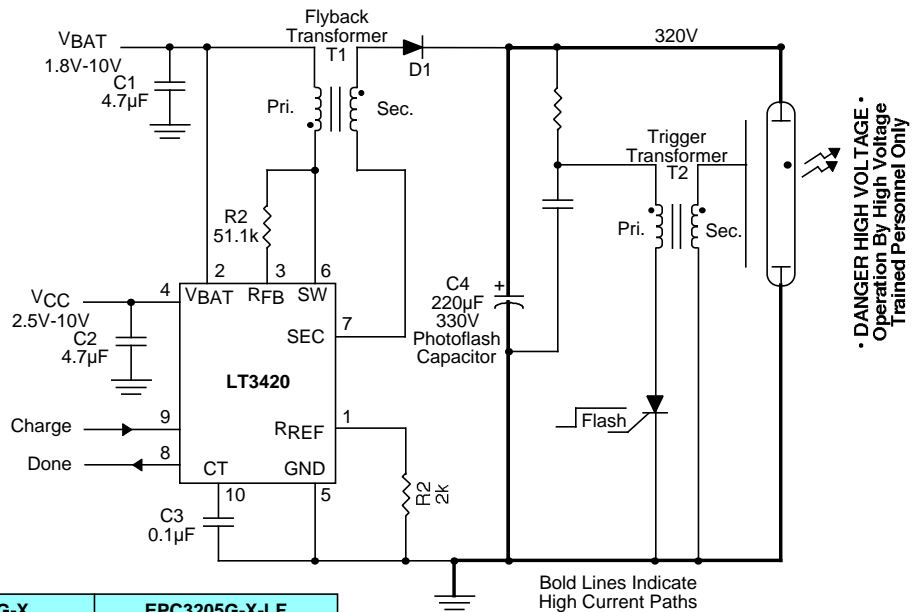 Flyback
Transformer
T1
VBAT
1.8V-10V
C1
4.7µF
D1
320V
Pri.
Sec.
Trigger
Transformer
T2
Pri.
Sec.
• DANGER HIGH VOLTAGE •
Operation By High Voltage
Trained Personnel Only
R2
51.1k
2
3
6
4
VBAT
RFB
SW
VCC
2.5V-10V
C2
4.7µF
SEC
7
C4
220µF
330V
Photoflash
Capacitor
+
LT3420
Charge
9
Done
8
RREF
1
Flash
CT
GND
10
5
R2
2k
C3
0.1µF
Bold Lines Indicate
High Current Paths
G-X
EPC3205G-X-LF